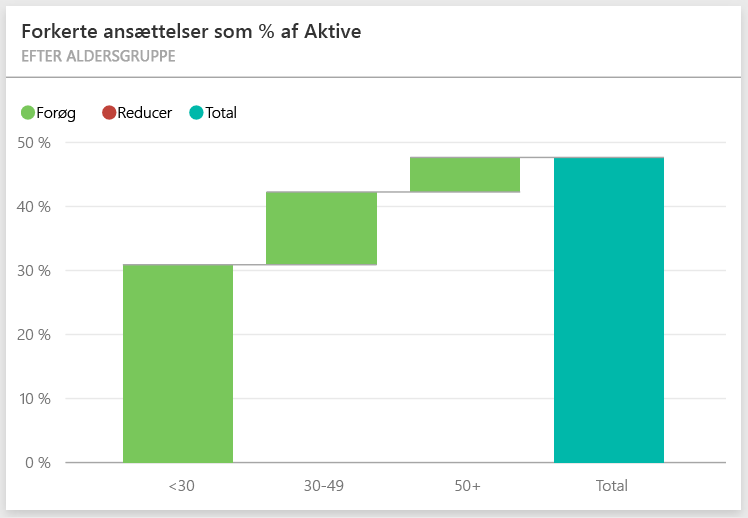 Forkerte ansættelser som % af Aktive
EFTER ALDERSGRUPPE
Forøg Reducer Total
50 %
40 %
30 %
20 %
10 %
0 %
<30 30-49 50+ Total